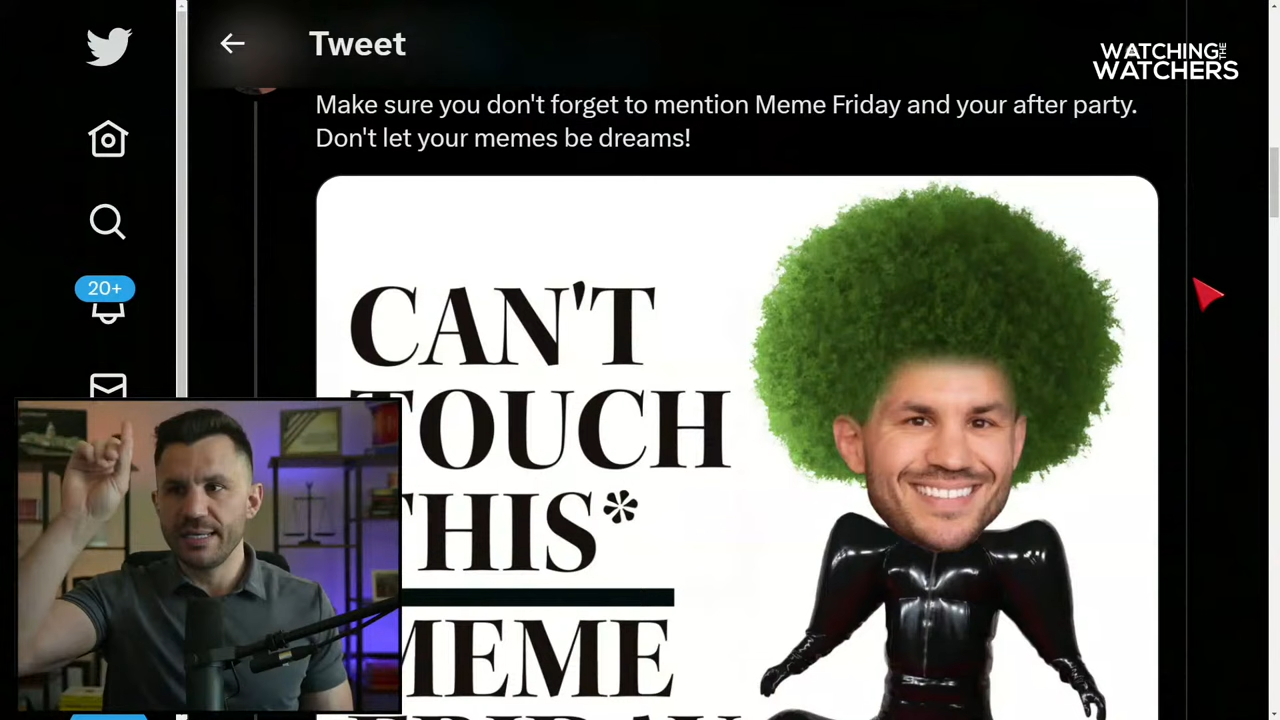 Tweet
WATCHING THE
WATCHERS
Make sure you don't forget to mention Meme Friday and your after party.
Don't let your memes be dreams!
20+
CAN'T
TOUCH
THIS*
MEME
FRIDAY